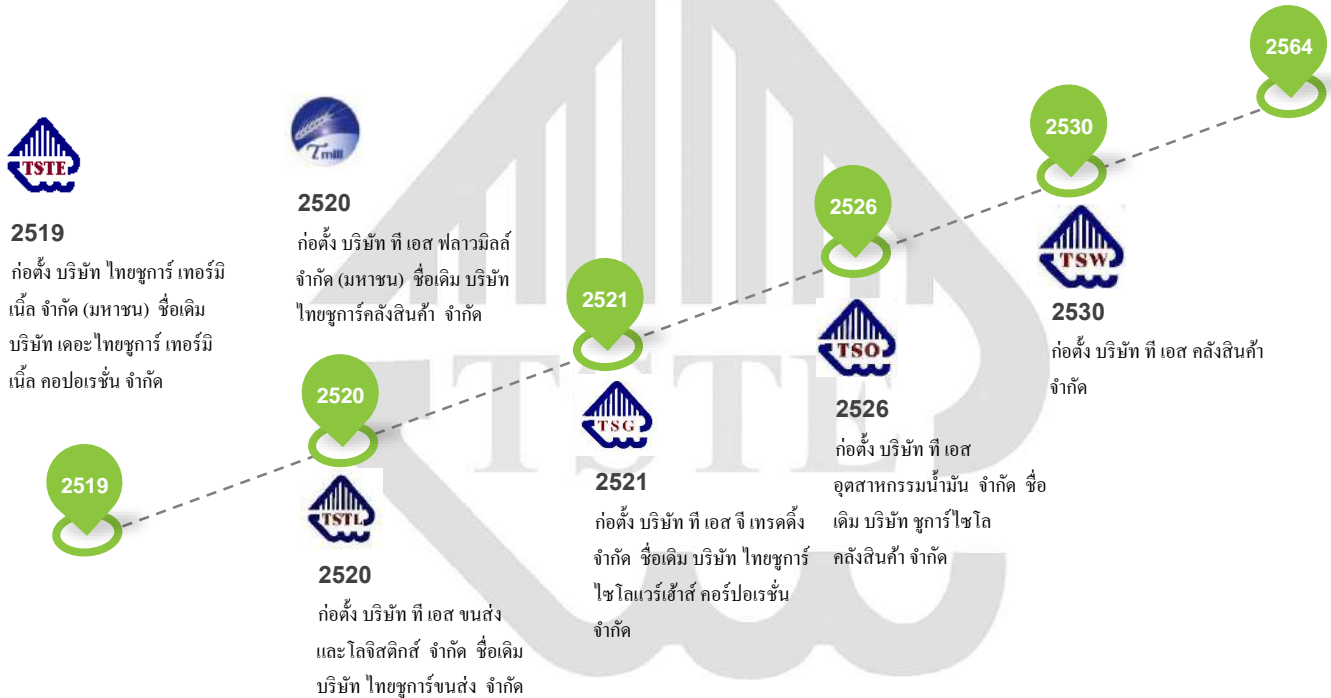 2564
2530
2526
2521
2520
2519
TSTE
TSTE
2519
ก่อตั้ง บริษัท ไทยชูการ์ เทอร์มิ
เนิ้ล จำกัด (มหาชน) ชื่อเดิม
บริษัท เดอะไทยชูการ์ เทอร์มิ
เนิ้ล คอปอเรชั่น จำกัด
Tmill
2520
ก่อตั้ง บริษัท ที เอส ฟลาวมิลล์
จำกัด (มหาชน) ชื่อเดิม บริษัท
ไทยชูการ์คลังสินค้า จำกัด
TSTL
2520
ก่อตั้ง บริษัท ที เอส ขนส่ง
และโลจิสติกส์ จำกัด ชื่อเดิม
บริษัท ไทยชูการ์ขนส่ง จำกัด
TSG
2521
ก่อตั้ง บริษัท ที เอส จี เทรดดิ้ง
จำกัด ชื่อเดิม บริษัท ไทยชูการ์
ไซโลแวร์เฮ้าส์ คอร์ปอเรชั่น
จำกัด
TSO
2526
ก่อตั้ง บริษัท ที เอส
อุตสาหกรรมน้ำมัน จำกัด ชื่อ
เดิม บริษัท ชูการ์ไซโล
คลังสินค้า จำกัด
TSW
2530
ก่อตั้ง บริษัท ที เอส คลังสินค้า
จำกัด